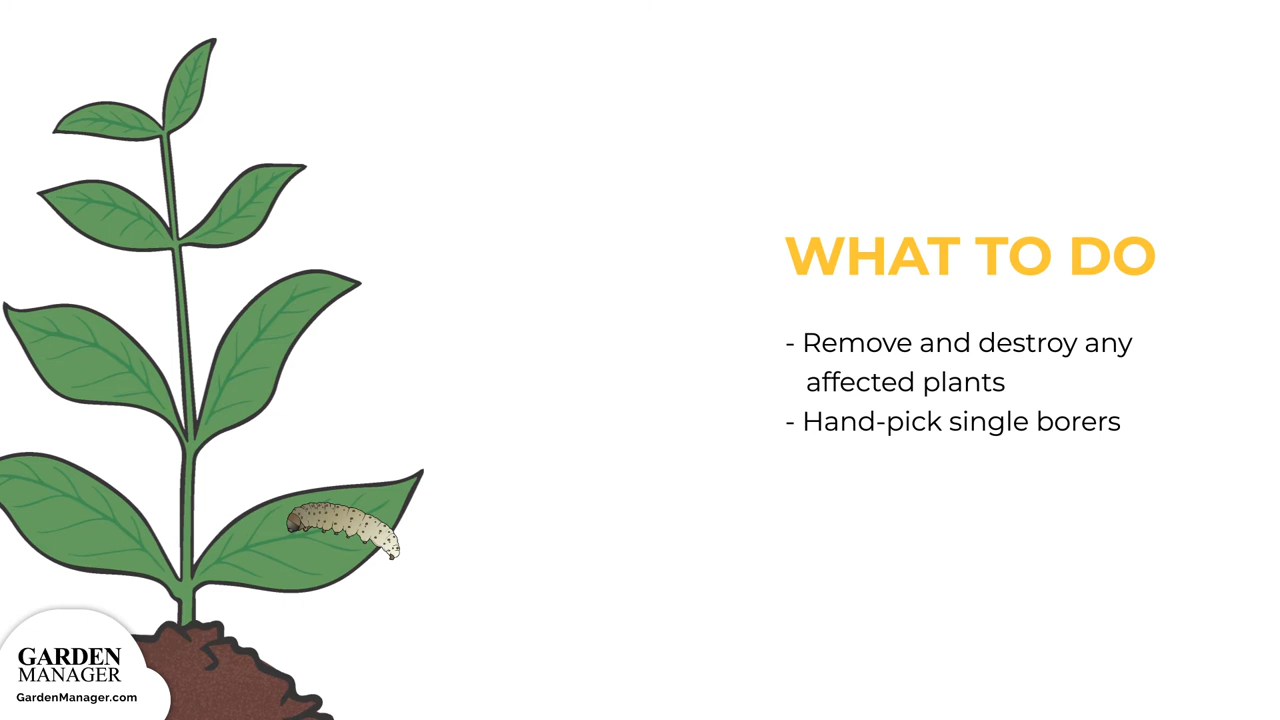 WHAT TO DO
- Remove and destroy any
affected plants
- Hand-pick single borers
GARDEN
MANAGER
GardenManager.com